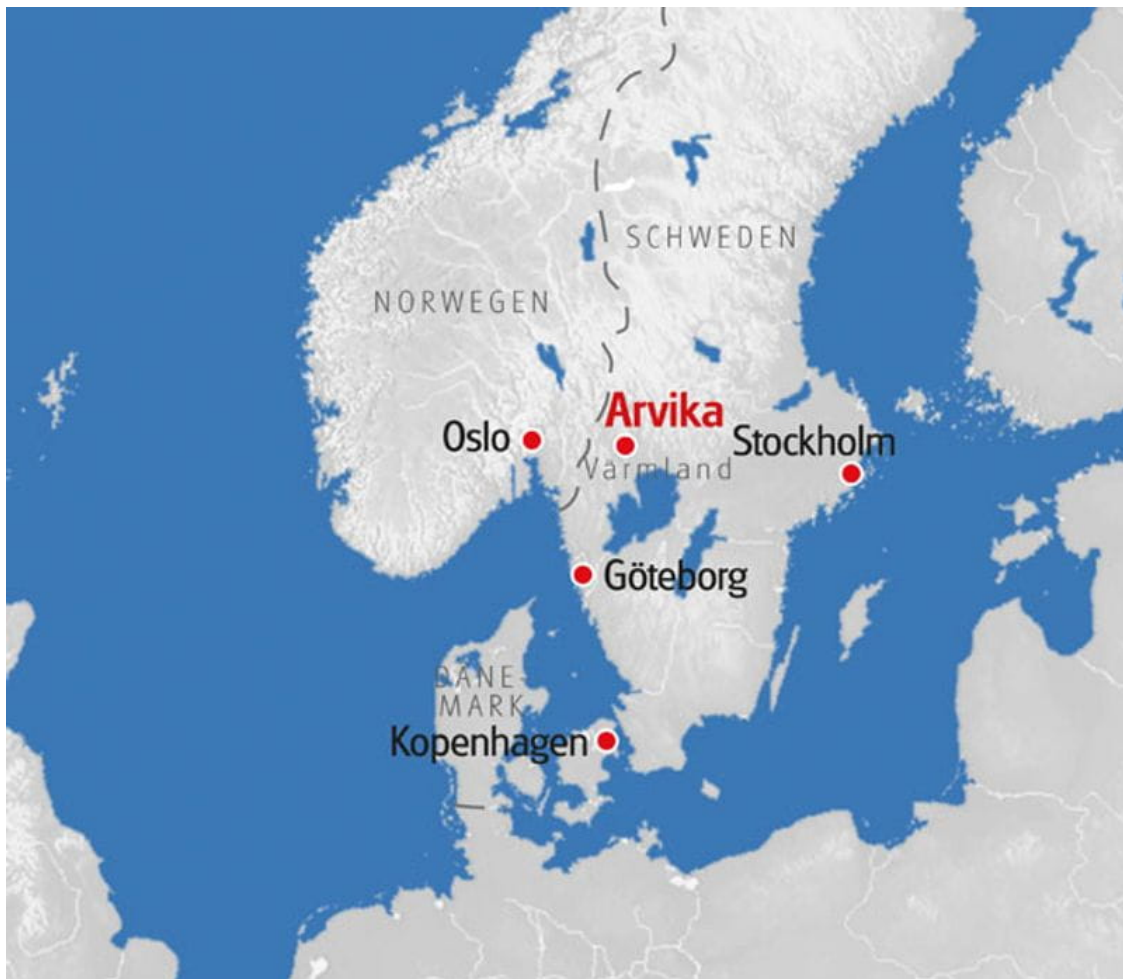 SCHWEDEN
NORWEGEN
Arvika
Oslo
Stockholm
Värmland
Göteborg
DÄNE-
MARK
Kopenhagen